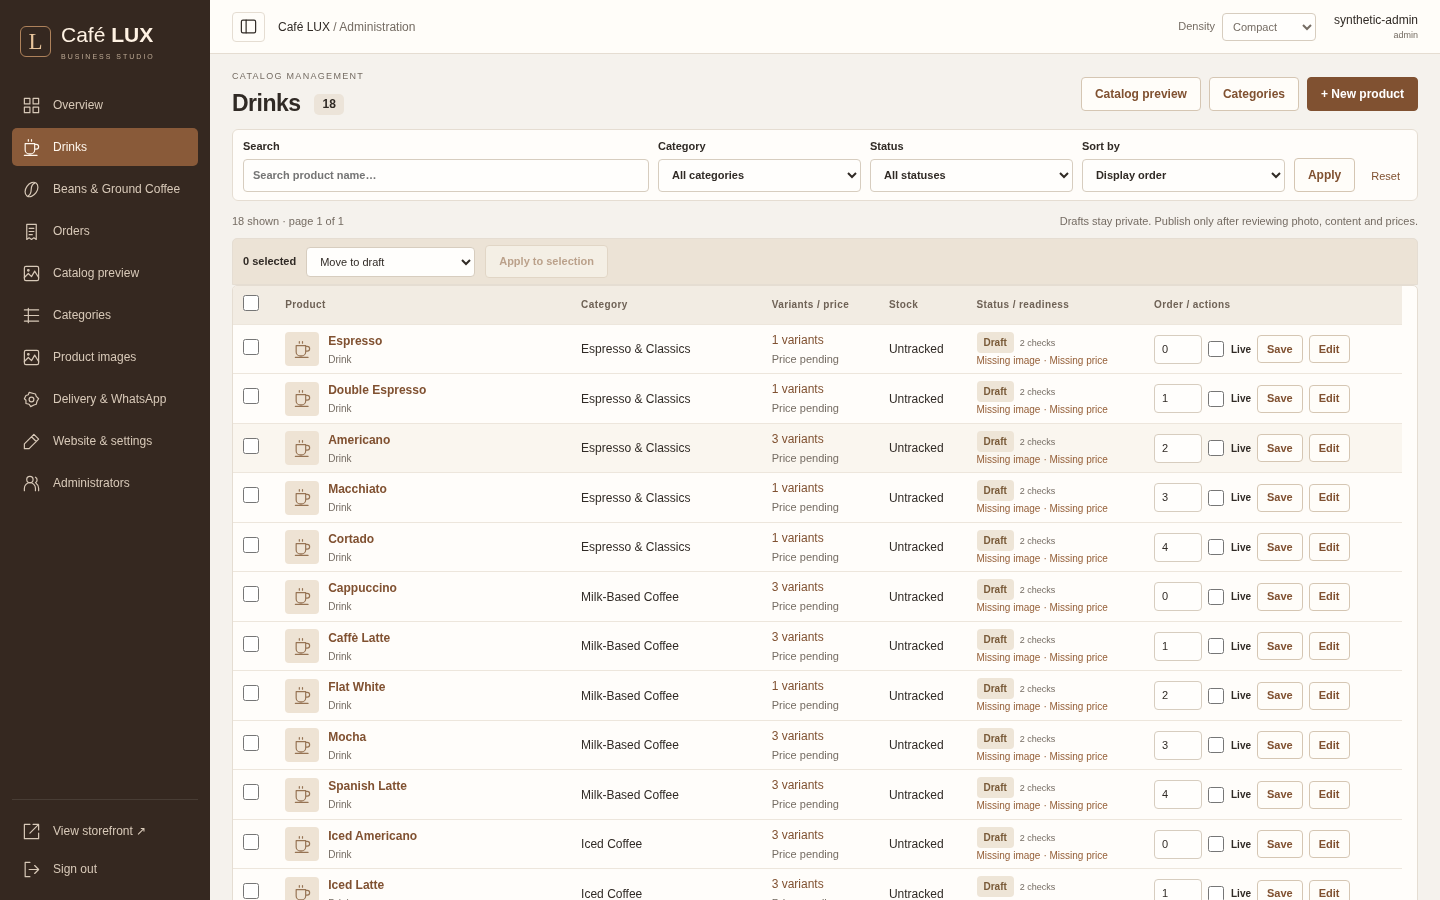 L Café LUX
BUSINESS STUDIO
Overview
Drinks
Beans & Ground Coffee
Orders
Catalog preview
Categories
Product images
Delivery & WhatsApp
Website & settings
Administrators
View storefront ↗
Sign out
Café LUX / Administration
Density Compact
synthetic-admin
admin
CATALOG MANAGEMENT
Drinks 18
Catalog preview Categories + New product
Search Category Status Sort by
Search product name… All categories All statuses Display order Apply Reset
18 shown · page 1 of 1 Drafts stay private. Publish only after reviewing photo, content and prices.
0 selected Move to draft Apply to selection
Product Category Variants / price Stock Status / readiness Order / actions
Espresso Espresso & Classics 1 variants Untracked Draft 2 checks 0 Live Save Edit
Drink Price pending Missing image · Missing price
Double Espresso Espresso & Classics 1 variants Untracked Draft 2 checks 1 Live Save Edit
Drink Price pending Missing image · Missing price
Americano Espresso & Classics 3 variants Untracked Draft 2 checks 2 Live Save Edit
Drink Price pending Missing image · Missing price
Macchiato Espresso & Classics 1 variants Untracked Draft 2 checks 3 Live Save Edit
Drink Price pending Missing image · Missing price
Cortado Espresso & Classics 1 variants Untracked Draft 2 checks 4 Live Save Edit
Drink Price pending Missing image · Missing price
Cappuccino Milk-Based Coffee 3 variants Untracked Draft 2 checks 0 Live Save Edit
Drink Price pending Missing image · Missing price
Caffè Latte Milk-Based Coffee 3 variants Untracked Draft 2 checks 1 Live Save Edit
Drink Price pending Missing image · Missing price
Flat White Milk-Based Coffee 1 variants Untracked Draft 2 checks 2 Live Save Edit
Drink Price pending Missing image · Missing price
Mocha Milk-Based Coffee 3 variants Untracked Draft 2 checks 3 Live Save Edit
Drink Price pending Missing image · Missing price
Spanish Latte Milk-Based Coffee 3 variants Untracked Draft 2 checks 4 Live Save Edit
Drink Price pending Missing image · Missing price
Iced Americano Iced Coffee 3 variants Untracked Draft 2 checks 0 Live Save Edit
Drink Price pending Missing image · Missing price
Iced Latte Iced Coffee 3 variants Untracked Draft 2 checks 1 Live Save Edit